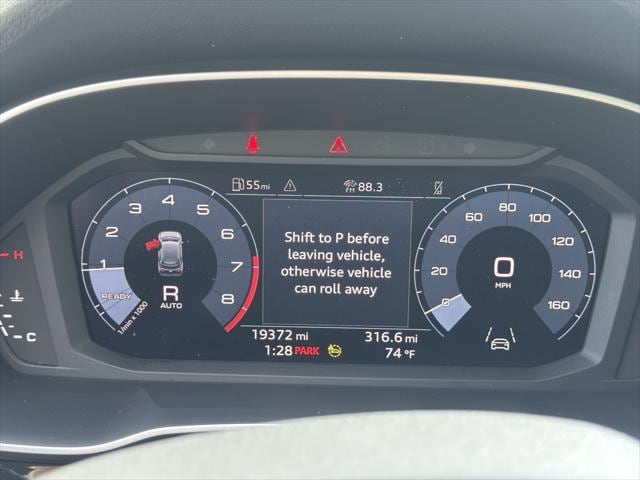 55mi
88.3
FM
Shift to P before
leaving vehicle,
otherwise vehicle
can roll away
1 2 3 4 5 6 7 8
READY
1/min x 1000
R
AUTO
0 20 40 60 80 100 120 140 160
0
MPH
H
C
19372 mi
316.6 mi
1:28 PARK
74 °F